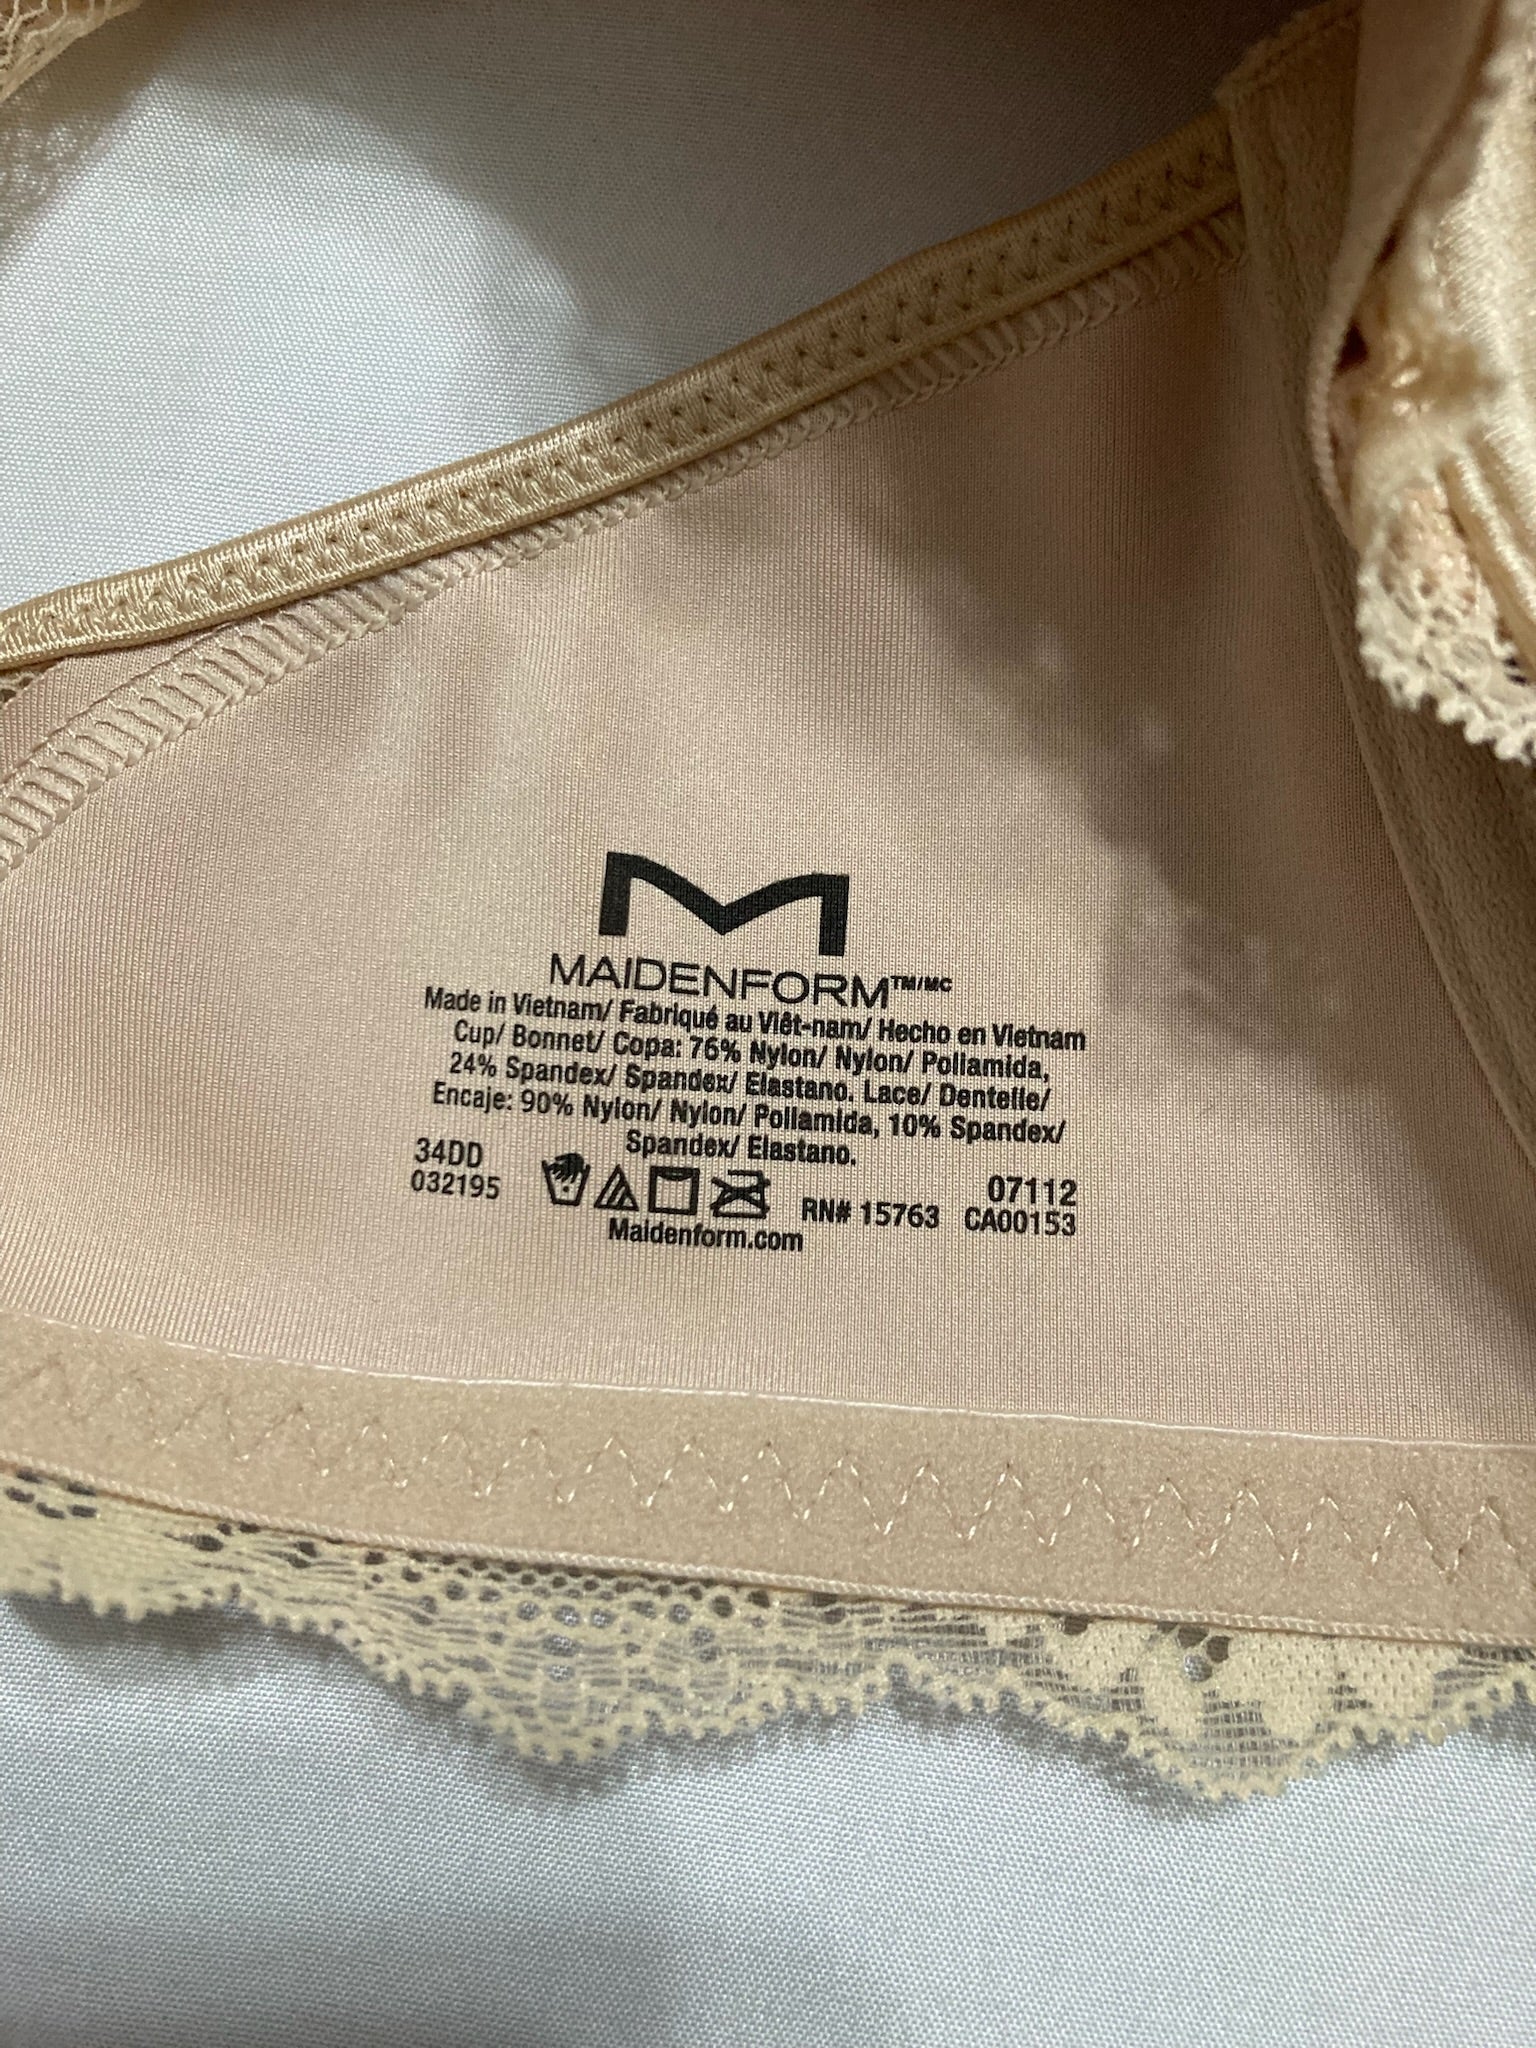 MAIDENFORM™/MC
Made in Vietnam/ Fabriqué au Viêt-nam/ Hecho en Vietnam
Cup/ Bonnet/ Copa: 76% Nylon/ Nylon/ Poliamida,
24% Spandex/ Spandex/ Elastano. Lace/ Dentelle/
Encaje: 90% Nylon/ Nylon/ Poliamida, 10% Spandex/
Spandex/ Elastano.
34DD
032195
RN# 15763
07112
CA00153
Maidenform.com